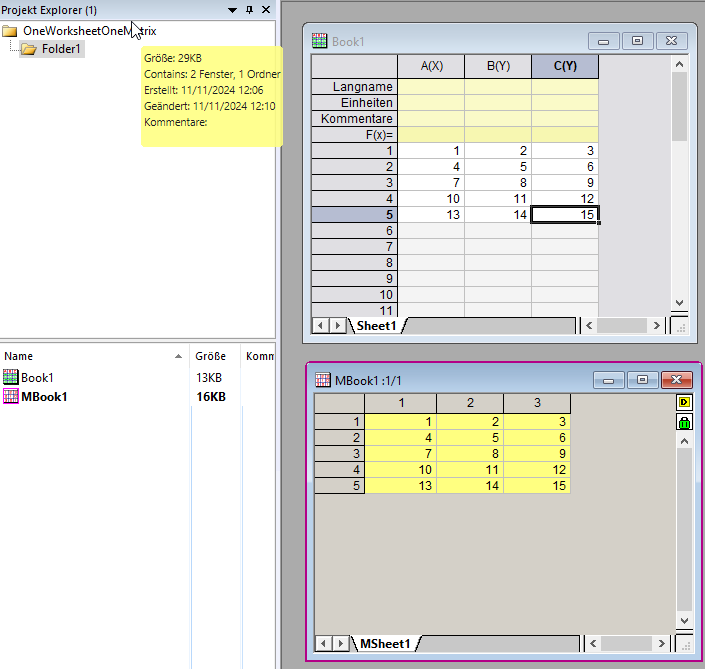 Projekt Explorer (1)
OneWorksheetOneMatrix
Folder1
Größe: 29KB
Contains: 2 Fenster, 1 Ordner
Erstellt: 11/11/2024 12:06
Geändert: 11/11/2024 12:10
Kommentare:
Name Größe Komm
Book1 13KB
MBook1 16KB
Book1
A(X) B(Y) C(Y)
Langname
Einheiten
Kommentare
F(x)=
1 1 2 3
2 4 5 6
3 7 8 9
4 10 11 12
5 13 14 15
6
7
8
9
10
11
Sheet1
MBook1 :1/1
D
1 2 3
1 1 2 3
2 4 5 6
3 7 8 9
4 10 11 12
5 13 14 15
MSheet1